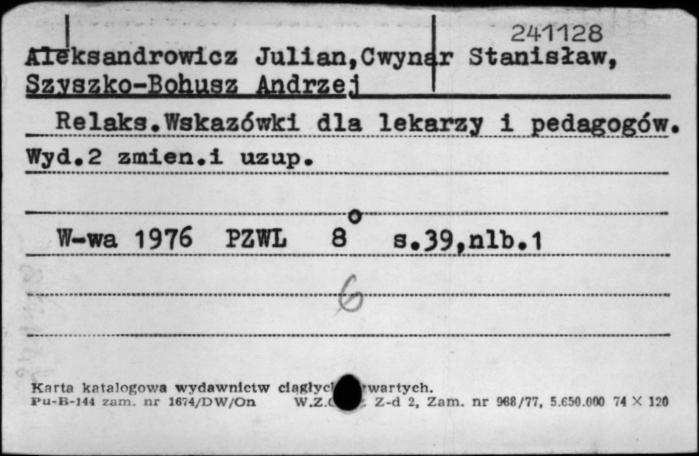 241128
Aleksandrowicz Julian,Cwynar Stanisław,
Szyszko-Bohusz Andrzej
Relaks.Wskazówki dla lekarzy i pedagogów.
Wyd.2 zmien.i uzup.
W-wa 1976 PZWL 8° s.39,nlb.1
6
Karta katalogowa wydawnictw
Pu-B-144 zam. nr 1674/DW/On Z-d 2, Zam. nr 988/77, 5.650.000 74 × 120